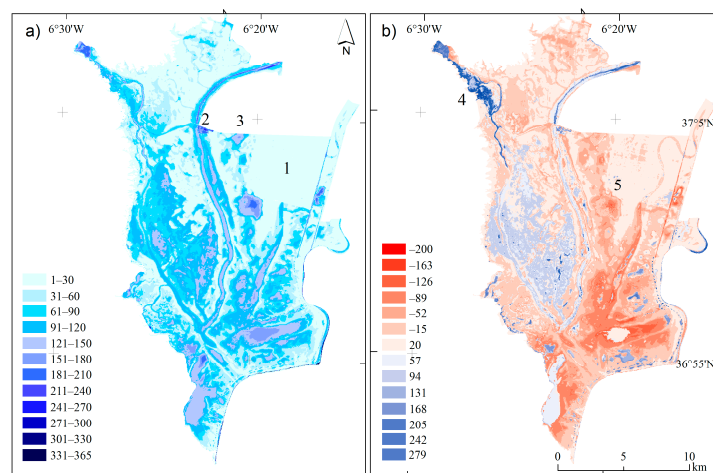 a)
6°30'W
6°20'W
N
2
3
1
1–30
31–60
61–90
91–120
121–150
151–180
181–210
211–240
241–270
271–300
301–330
331–365
b)
6°30'W
6°20'W
4
37°5'N
5
–200
–163
–126
–89
–52
–15
20
57
94
131
168
205
242
279
36°55'N
0 5 10
km